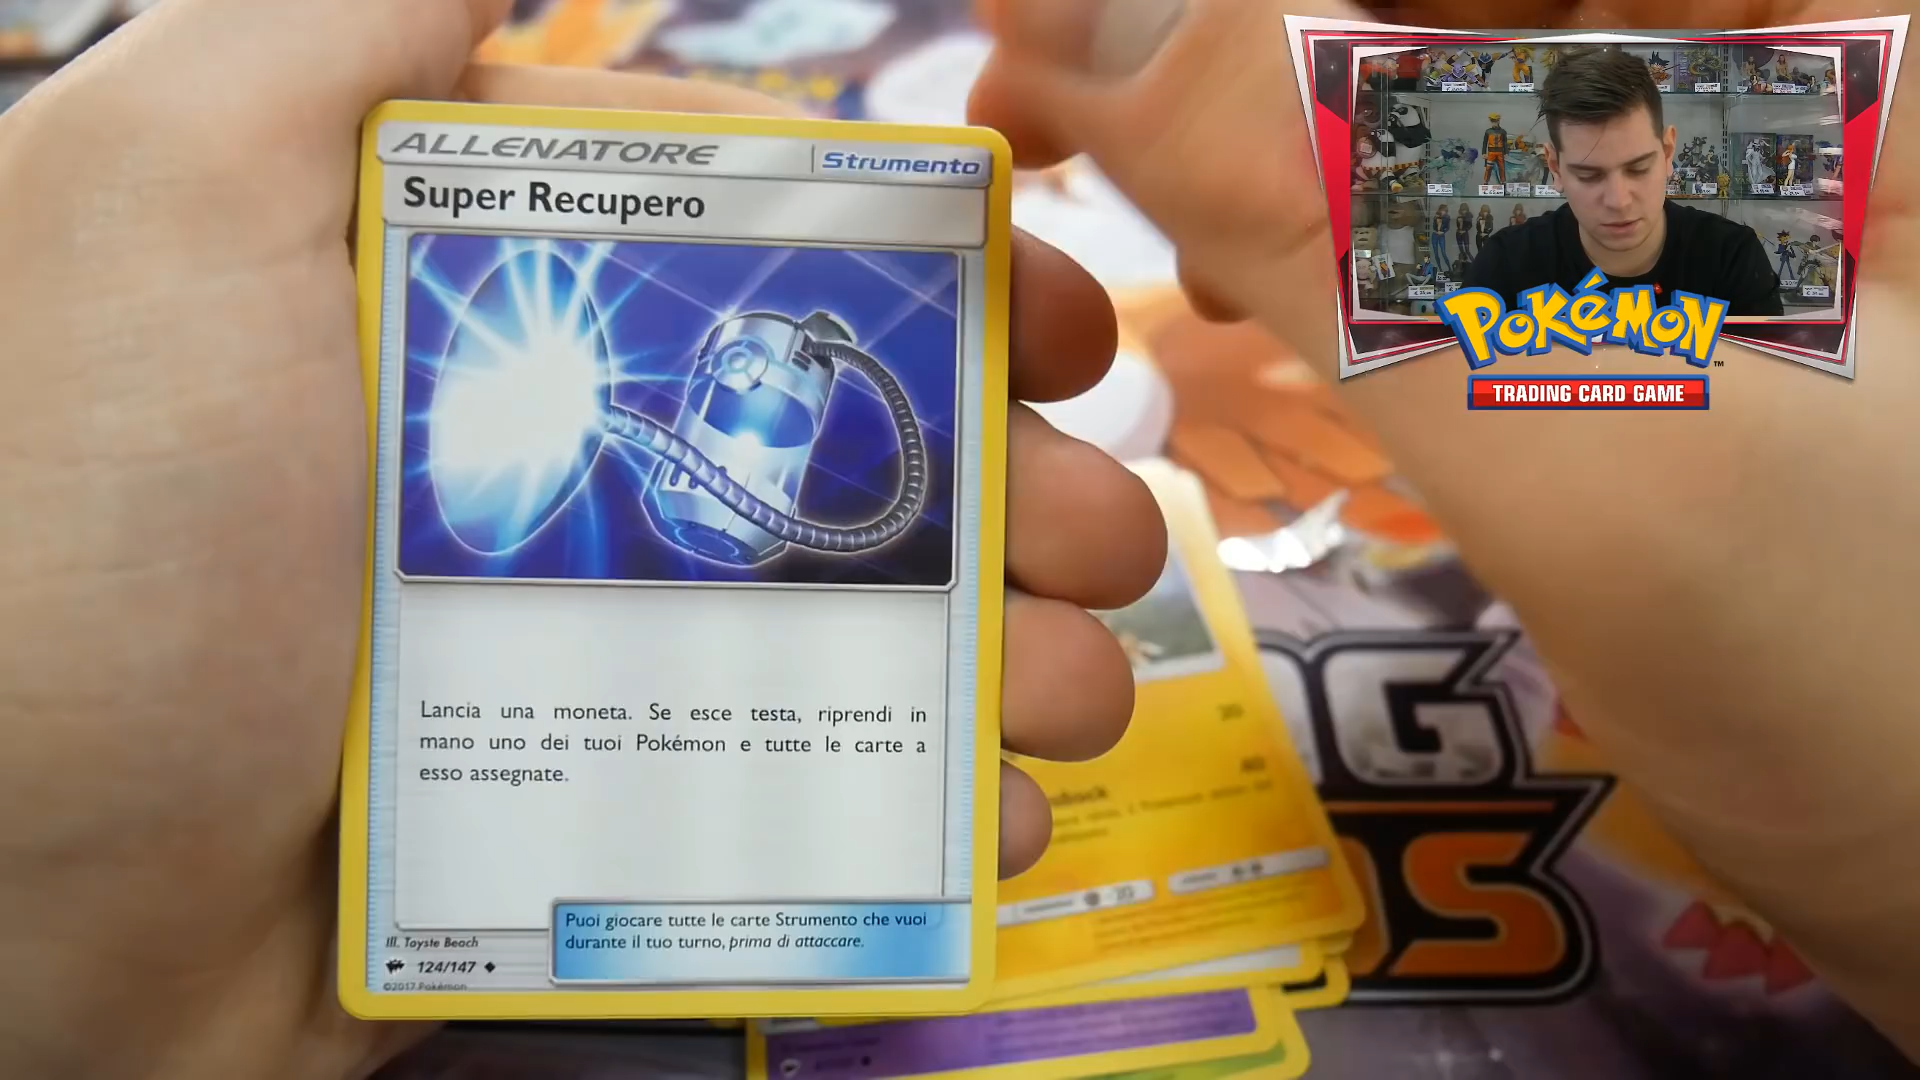 ALLENATORE
Strumento
Super Recupero
Lancia una moneta. Se esce testa, riprendi in
mano uno dei tuoi Pokémon e tutte le carte a
esso assegnate.
Puoi giocare tutte le carte Strumento che vuoi
durante il tuo turno, prima di attaccare.
Ill. Toyste Beach
124/147
©2017 Pokémon
POKÉMON
TM
TRADING CARD GAME
20